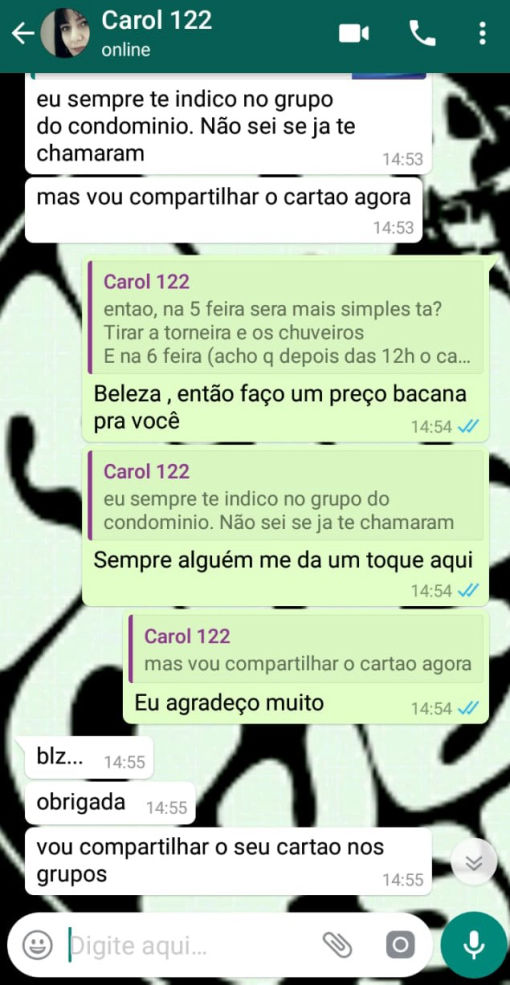 Carol 122
online
eu sempre te indico no grupo
do condominio. Não sei se ja te
chamaram
14:53
mas vou compartilhar o cartao agora
14:53
Carol 122
entao, na 5 feira sera mais simples ta?
Tirar a torneira e os chuveiros
E na 6 feira (acho q depois das 12h o ca...
Beleza , então faço um preço bacana
pra você
14:54
Carol 122
eu sempre te indico no grupo do
condominio. Não sei se ja te chamaram
Sempre alguém me da um toque aqui
14:54
Carol 122
mas vou compartilhar o cartao agora
Eu agradeço muito
14:54
blz...
14:55
obrigada
14:55
vou compartilhar o seu cartao nos
grupos
14:55
Digite aqui...